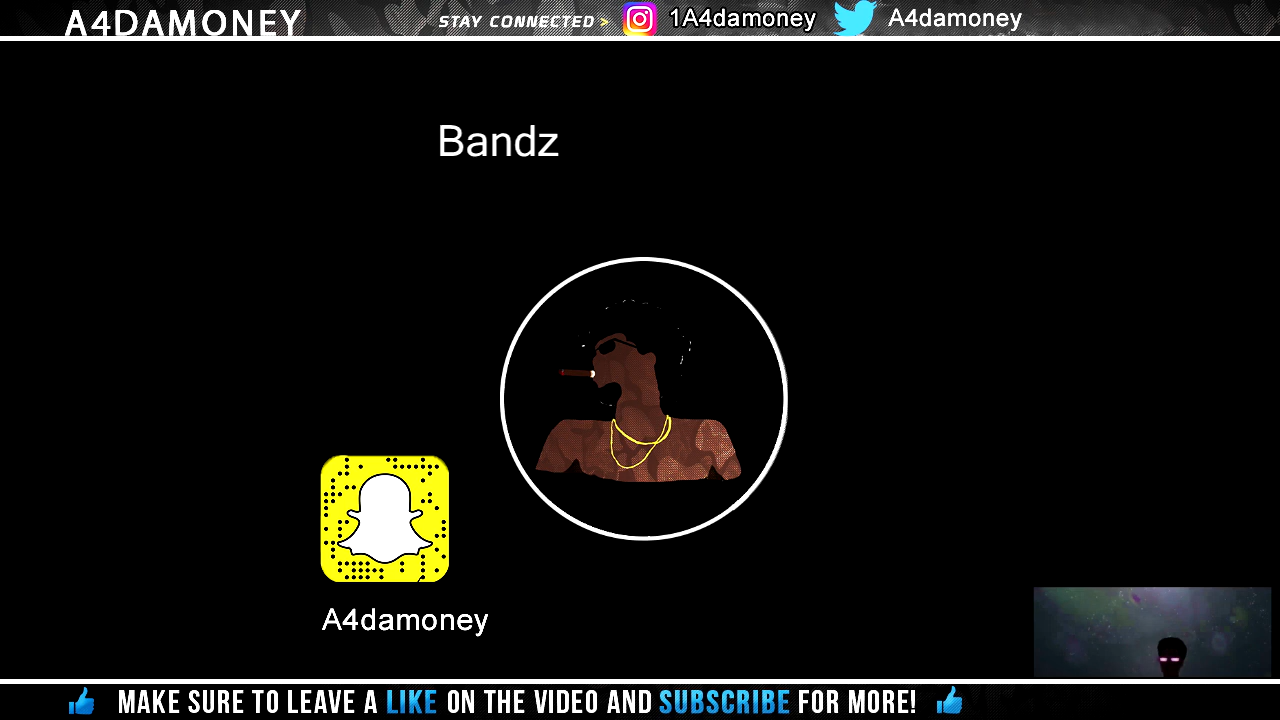 A4DAMONEY STAY CONNECTED > 1A4damoney A4damoney
Bandz
A4damoney
MAKE SURE TO LEAVE A LIKE ON THE VIDEO AND SUBSCRIBE FOR MORE!